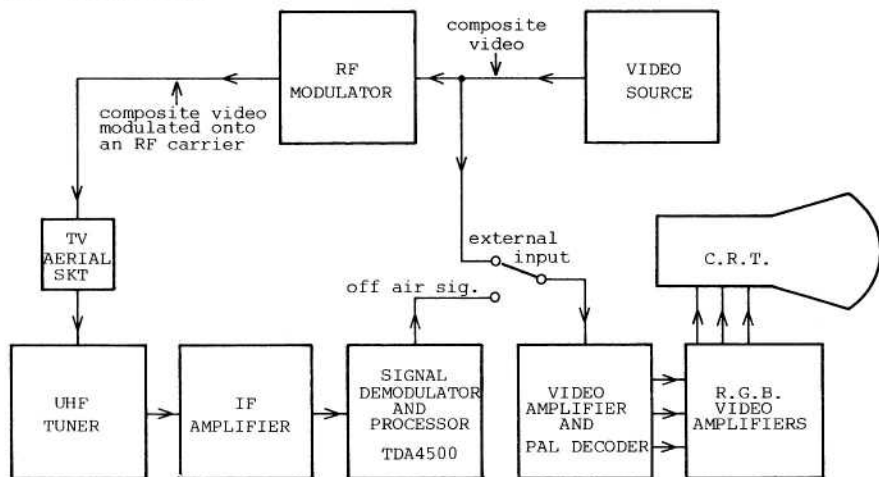 composite
video
RF
MODULATOR
VIDEO
SOURCE
composite video
modulated onto
an RF carrier
TV
AERIAL
SKT
external
input
off air sig.
C.R.T.
UHF
TUNER
IF
AMPLIFIER
SIGNAL
DEMODULATOR
AND
PROCESSOR
TDA4500
VIDEO
AMPLIFIER
AND
PAL DECODER
R.G.B.
VIDEO
AMPLIFIERS